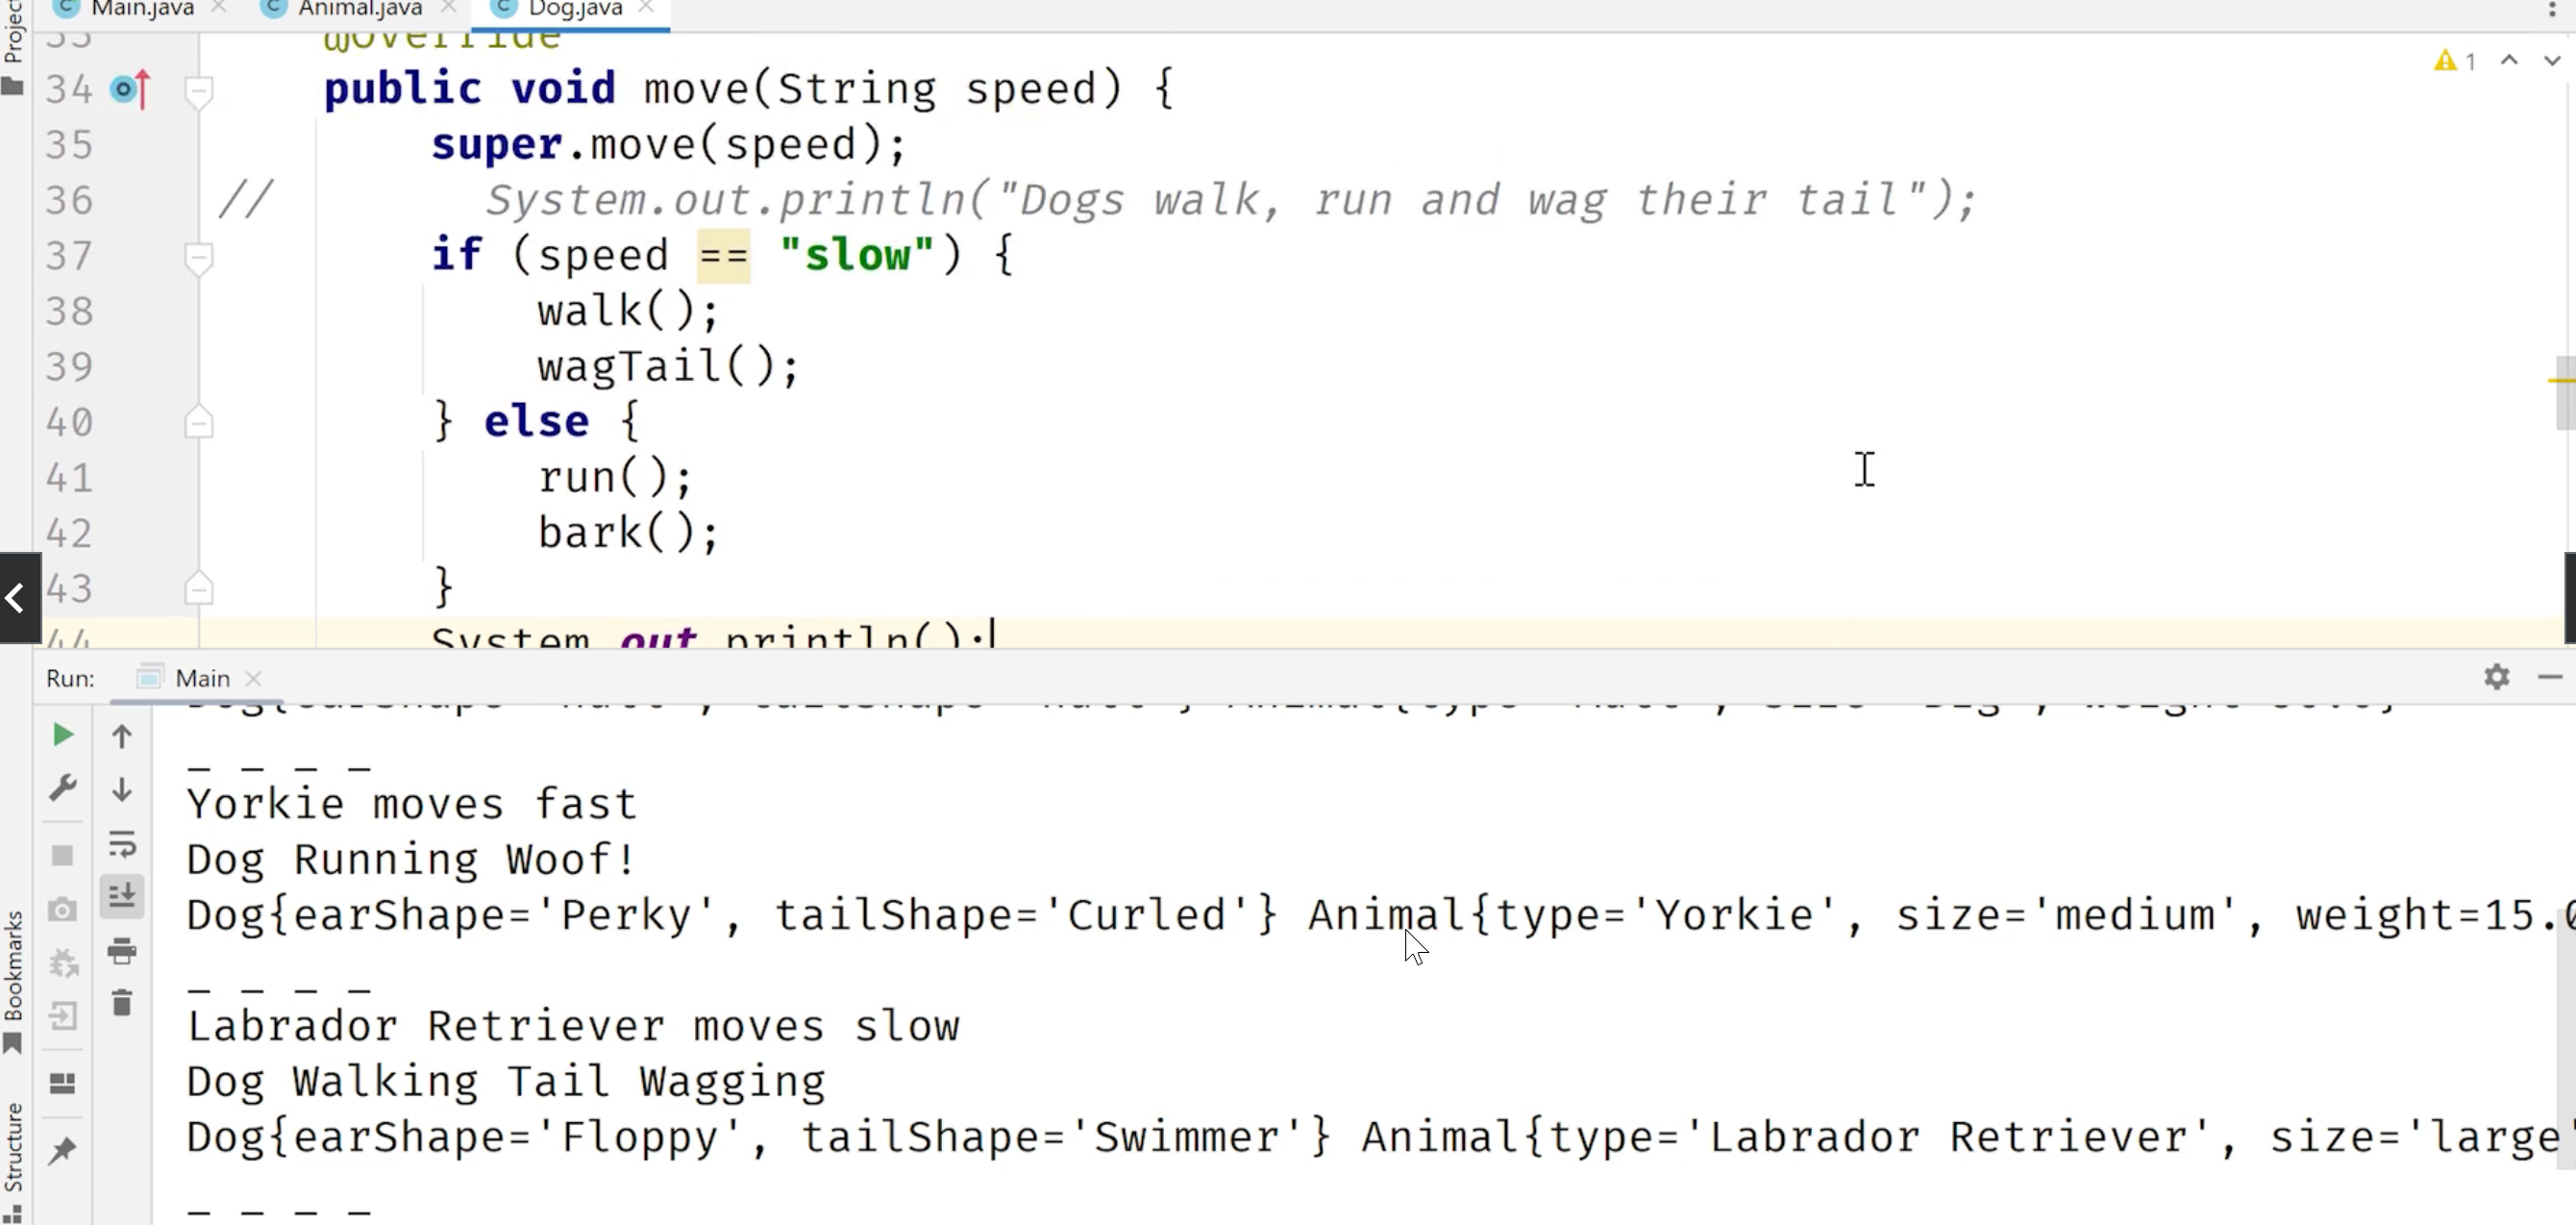 Project
Main.java Animal.java Dog.java
33 @Override
34 public void move(String speed) {
35 super.move(speed);
36 // System.out.println("Dogs walk, run and wag their tail");
37 if (speed == "slow") {
38 walk();
39 wagTail();
40 } else {
41 run();
42 bark();
43 }
44 System.out.println();
1
Run: Main
_ _ _ _
Yorkie moves fast
Dog Running Woof!
Dog{earShape='Perky', tailShape='Curled'} Animal{type='Yorkie', size='medium', weight=15.0
_ _ _ _
Labrador Retriever moves slow
Dog Walking Tail Wagging
Dog{earShape='Floppy', tailShape='Swimmer'} Animal{type='Labrador Retriever', size='large'
_ _ _ _
Bookmarks
Structure